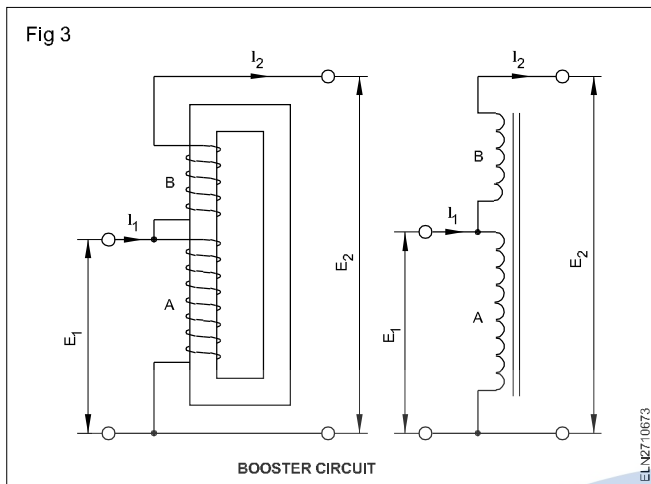 Fig 3
I2
B
I1
A
E1
E2
I2
B
I1
A
E1
E2
BOOSTER CIRCUIT
ELN2710673